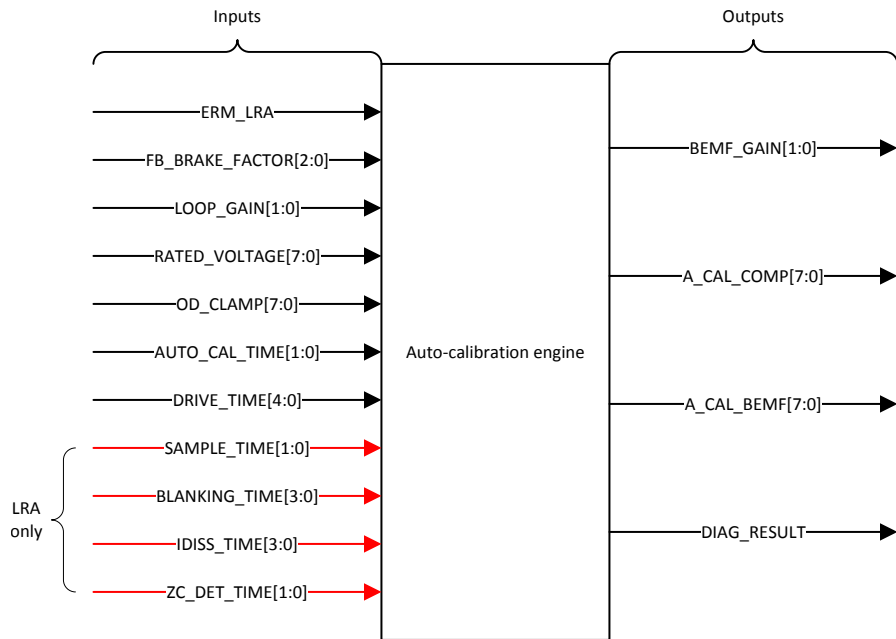 Inputs
Outputs
ERM_LRA
FB_BRAKE_FACTOR[2:0]
LOOP_GAIN[1:0]
RATED_VOLTAGE[7:0]
OD_CLAMP[7:0]
AUTO_CAL_TIME[1:0]
DRIVE_TIME[4:0]
SAMPLE_TIME[1:0]
BLANKING_TIME[3:0]
IDISS_TIME[3:0]
ZC_DET_TIME[1:0]
LRA
only
Auto-calibration engine
BEMF_GAIN[1:0]
A_CAL_COMP[7:0]
A_CAL_BEMF[7:0]
DIAG_RESULT